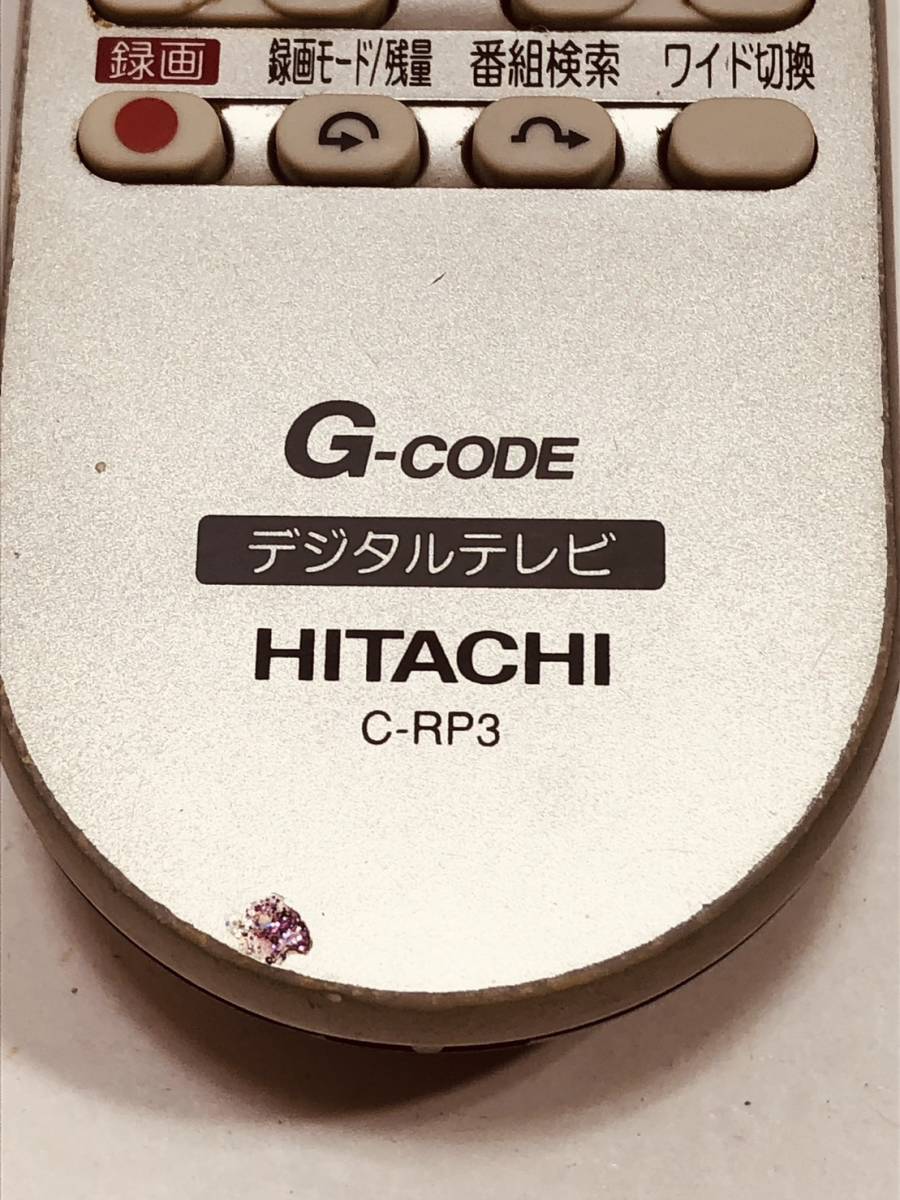 録画 録画モード/残量 番組検索 ワイド切換
G-CODE
デジタルテレビ
HITACHI
C-RP3